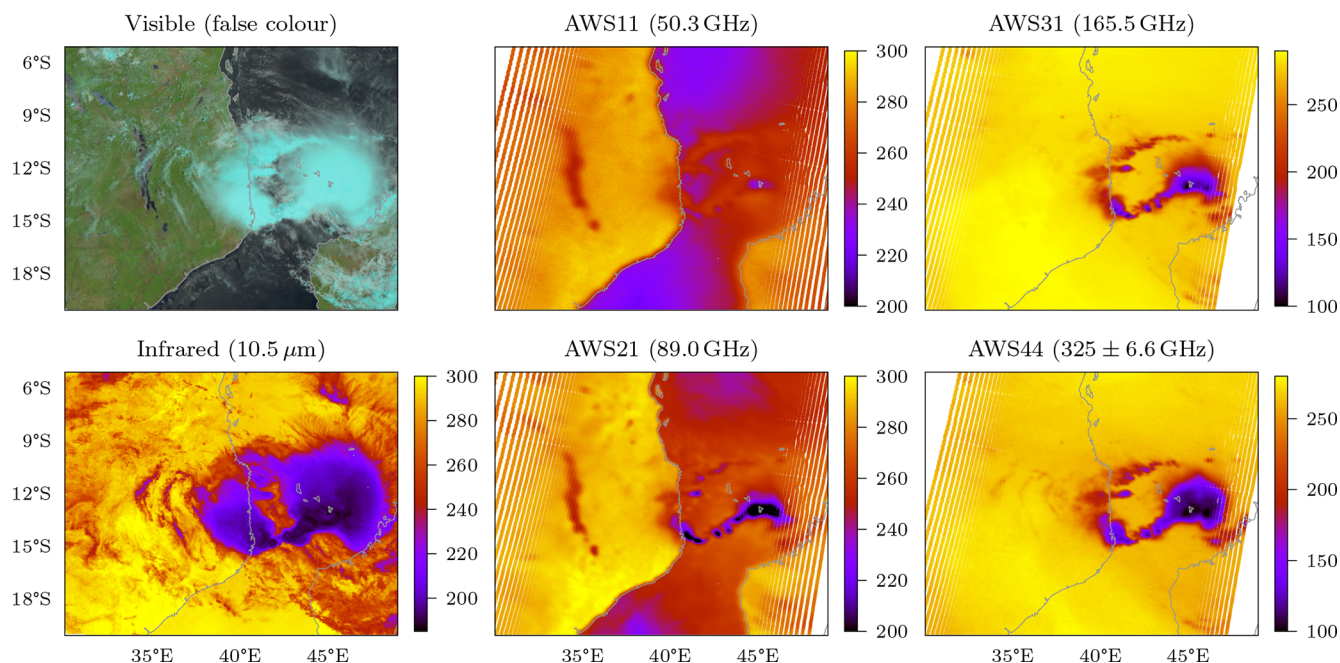 Visible (false colour)
AWS11 (50.3 GHz)
AWS31 (165.5 GHz)
6°S
9°S
12°S
15°S
18°S
300
280
260
240
220
200
250
200
150
100
Infrared (10.5 μm)
AWS21 (89.0 GHz)
AWS44 (325 ± 6.6 GHz)
6°S
9°S
12°S
15°S
18°S
300
280
260
240
220
200
300
280
260
240
220
200
250
200
150
100
35°E 40°E 45°E
35°E 40°E 45°E
35°E 40°E 45°E